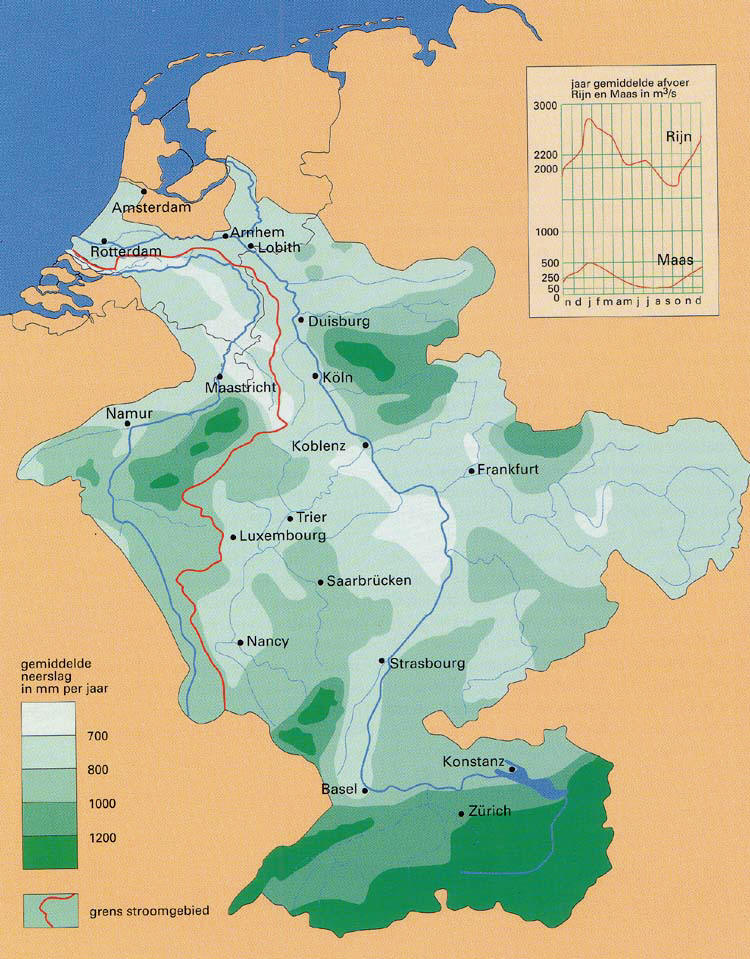 jaar gemiddelde afvoer
Rijn en Maas in m³/s
3000
2200
2000
1000
500
250
50
0
Rijn
Maas
n d j f m a m j j a s o n d
Amsterdam
Rotterdam
Arnhem
Lobith
Duisburg
Köln
Maastricht
Namur
Koblenz
Frankfurt
Trier
Luxembourg
Saarbrücken
Nancy
Strasbourg
Konstanz
Basel
Zürich
gemiddelde
neerslag
in mm per jaar
700
800
1000
1200
grens stroomgebied